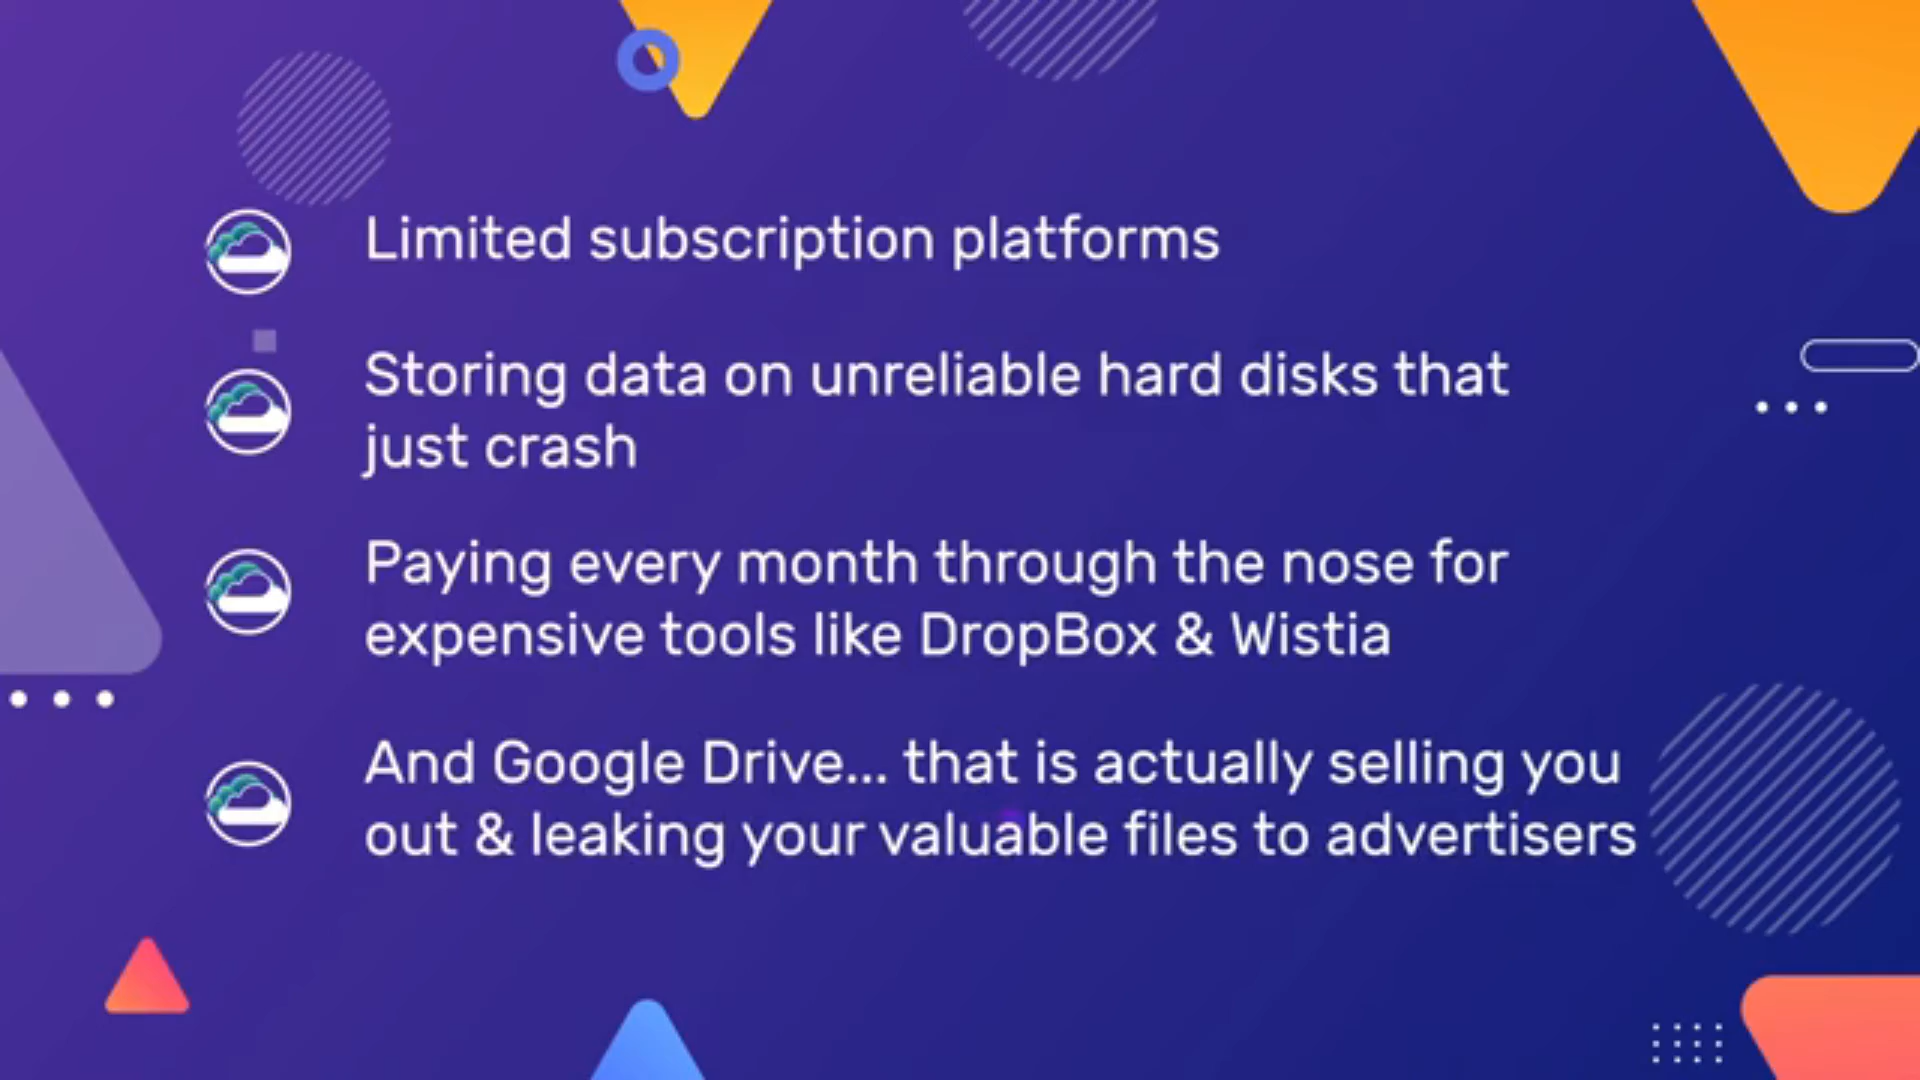 Limited subscription platforms
Storing data on unreliable hard disks that
just crash
Paying every month through the nose for
expensive tools like DropBox & Wistia
And Google Drive... that is actually selling you
out & leaking your valuable files to advertisers